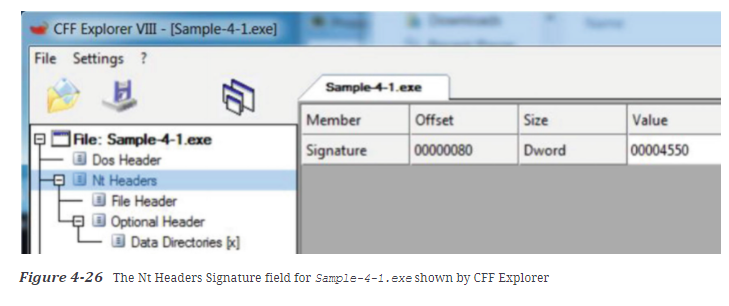 CFF Explorer VIII - [Sample-4-1.exe]
File Settings ?
Sample-4-1.exe
Member Offset Size Value
Signature 00000080 Dword 00004550
File: Sample-4-1.exe
Dos Header
Nt Headers
File Header
Optional Header
Data Directories [x]
Figure 4-26 The Nt Headers Signature field for Sample-4-1.exe shown by CFF Explorer